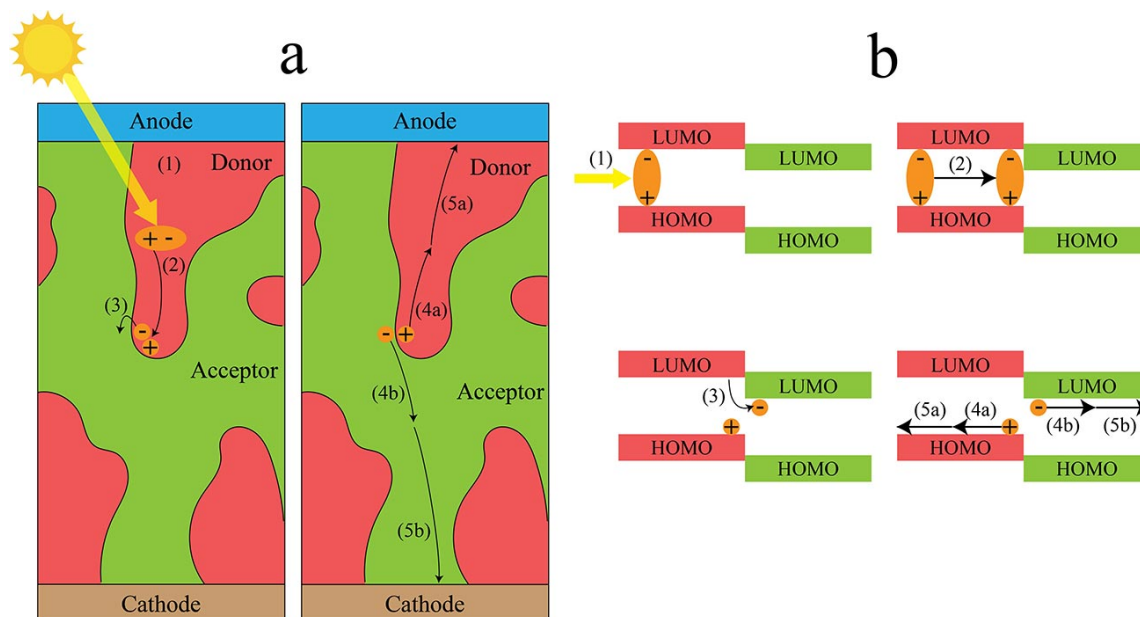 a
b
Anode
(1)
Donor
+ -
(2)
(3)
-
+
Acceptor
Cathode
Anode
Donor
(5a)
(4a)
- +
Acceptor
(4b)
(5b)
Cathode
LUMO
LUMO
(1)
-
+
HOMO
HOMO
LUMO
LUMO
- -
(2)
+ +
HOMO
HOMO
LUMO
LUMO
(3)
-
+
HOMO
HOMO
LUMO
LUMO
-
(5a) (4a)
+
(4b) (5b)
HOMO
HOMO